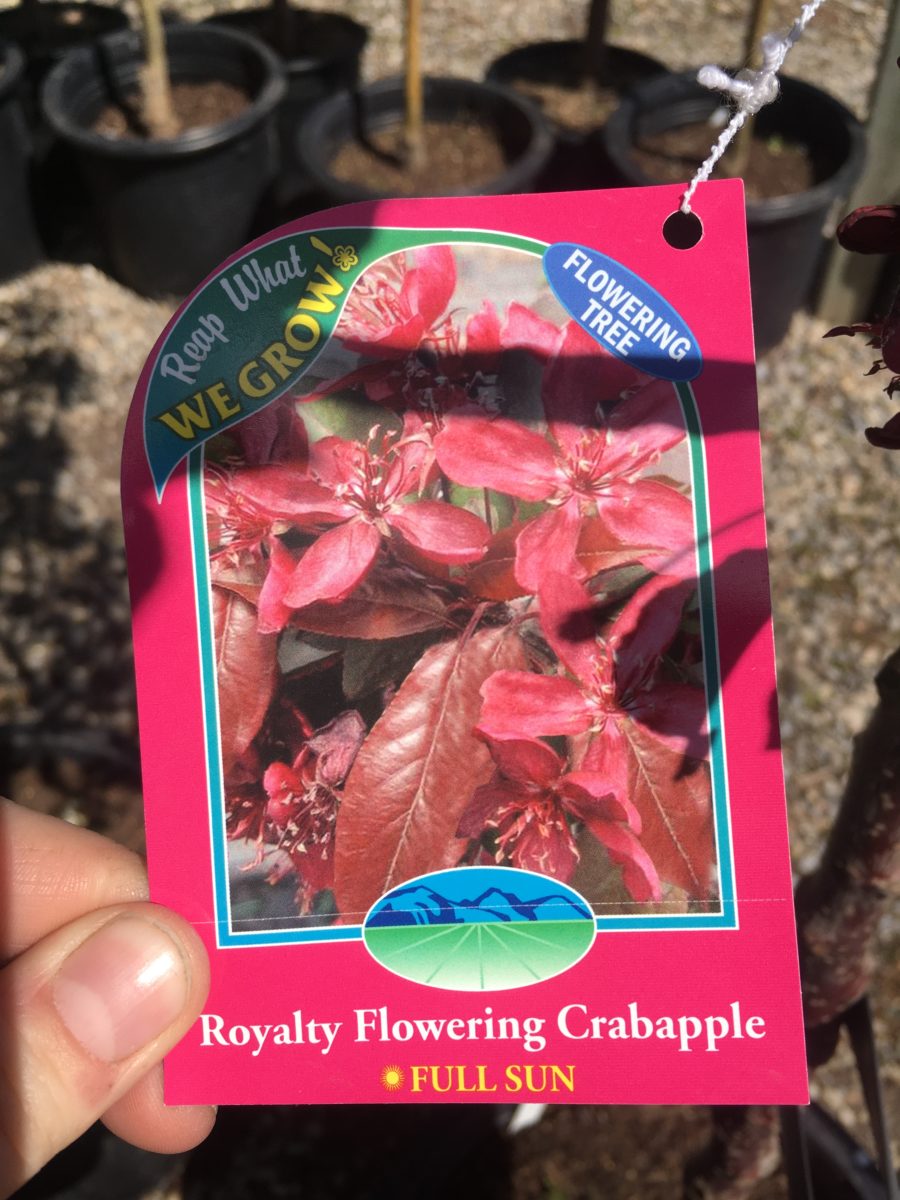 Reap What
WE GROW!
FLOWERING
TREE
Royalty Flowering Crabapple
FULL SUN